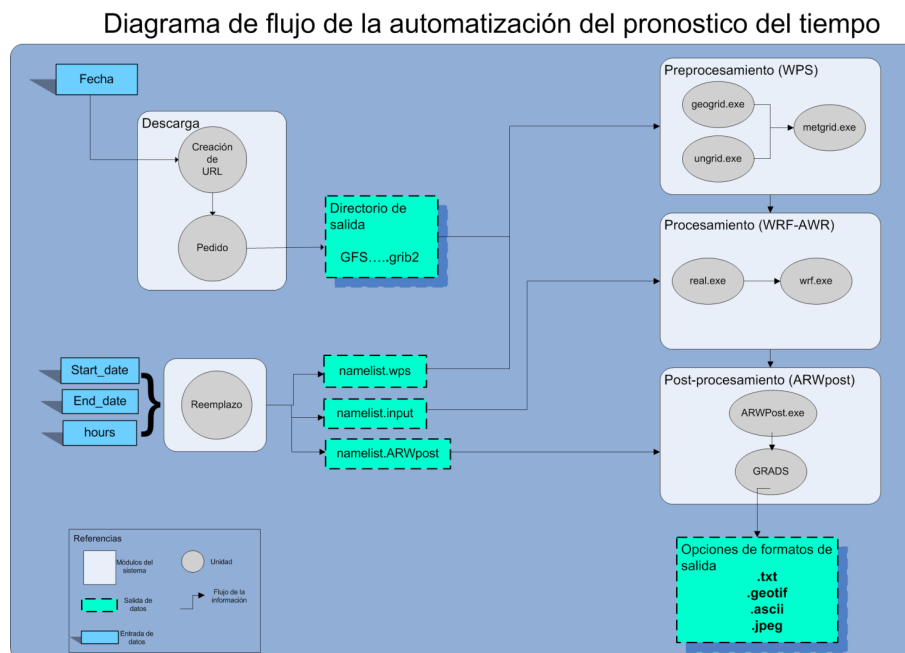 Diagrama de flujo de la automatización del pronostico del tiempo
Fecha
Descarga
Creación
de
URL
Pedido
Directorio de
salida
GFS.….grib2
Preprocesamiento (WPS)
geogrid.exe
ungrid.exe
metgrid.exe
Procesamiento (WRF-AWR)
real.exe
wrf.exe
Start_date
End_date
hours
}
Reemplazo
namelist.wps
namelist.input
namelist.ARWpost
Post-procesamiento (ARWpost)
ARWPost.exe
GRADS
Opciones de formatos de
salida
.txt
.geotif
.ascii
.jpeg
Referencias
Módulos del
sistema
Unidad
Salida de
datos
Flujo de la
información
Entrada de
datos